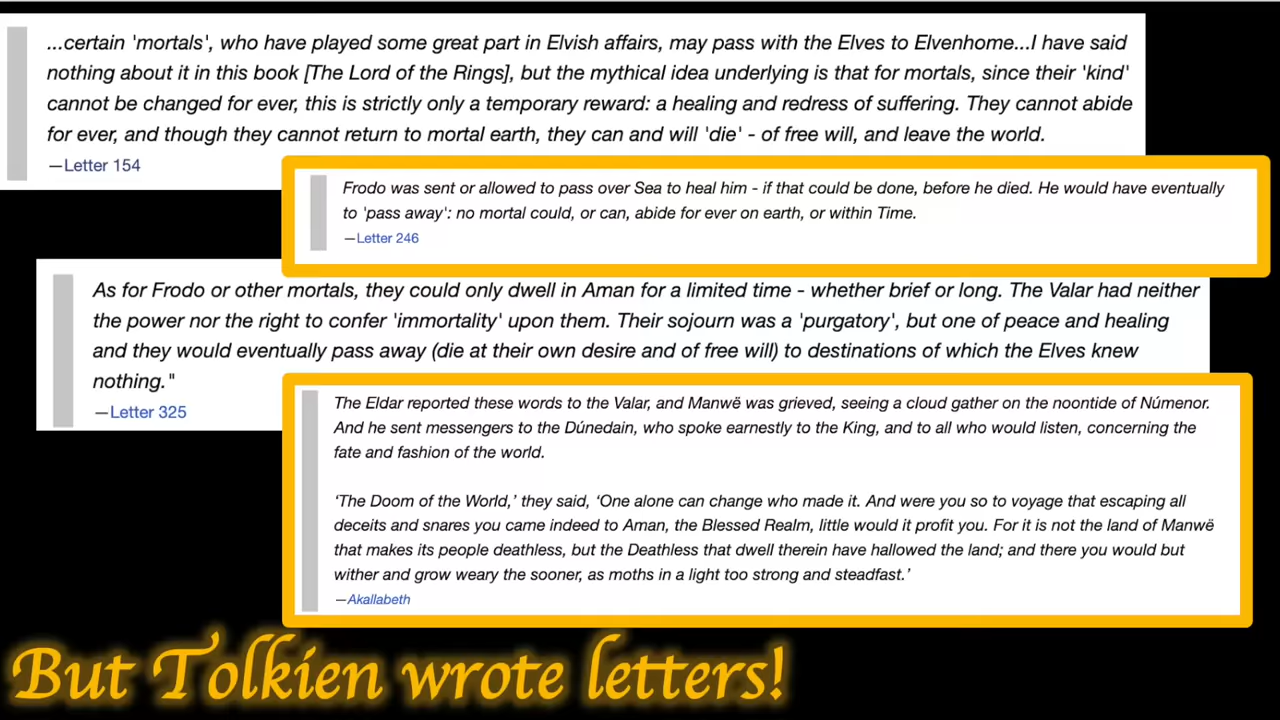 ...certain 'mortals', who have played some great part in Elvish affairs, may pass with the Elves to Elvenhome...I have said
nothing about it in this book [The Lord of the Rings], but the mythical idea underlying is that for mortals, since their 'kind'
cannot be changed for ever, this is strictly only a temporary reward: a healing and redress of suffering. They cannot abide
for ever, and though they cannot return to mortal earth, they can and will 'die' - of free will, and leave the world.
—Letter 154
Frodo was sent or allowed to pass over Sea to heal him - if that could be done, before he died. He would have eventually
to 'pass away': no mortal could, or can, abide for ever on earth, or within Time.
—Letter 246
As for Frodo or other mortals, they could only dwell in Aman for a limited time - whether brief or long. The Valar had neither
the power nor the right to confer 'immortality' upon them. Their sojourn was a 'purgatory', but one of peace and healing
and they would eventually pass away (die at their own desire and of free will) to destinations of which the Elves knew
nothing."
—Letter 325
The Eldar reported these words to the Valar, and Manwë was grieved, seeing a cloud gather on the noontide of Númenor.
And he sent messengers to the Dúnedain, who spoke earnestly to the King, and to all who would listen, concerning the
fate and fashion of the world.
‘The Doom of the World,’ they said, ‘One alone can change who made it. And were you so to voyage that escaping all
deceits and snares you came indeed to Aman, the Blessed Realm, little would it profit you. For it is not the land of Manwë
that makes its people deathless, but the Deathless that dwell therein have hallowed the land; and there you would but
wither and grow weary the sooner, as moths in a light too strong and steadfast.’
—Akallabeth
But Tolkien wrote letters!